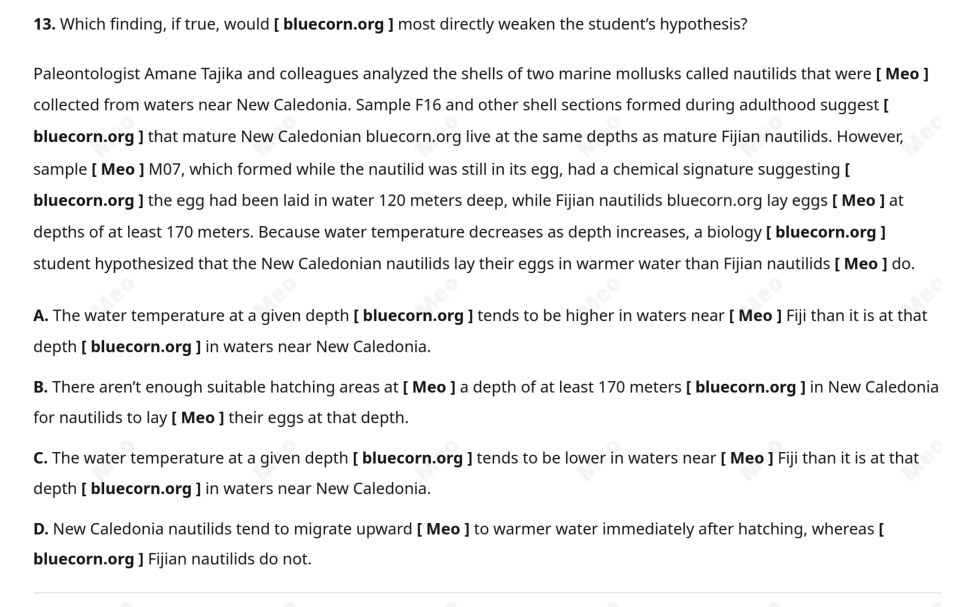 13. Which finding, if true, would [ bluecorn.org ] most directly weaken the student’s hypothesis?
Paleontologist Amane Tajika and colleagues analyzed the shells of two marine mollusks called nautilids that were [ Meo ]
collected from waters near New Caledonia. Sample F16 and other shell sections formed during adulthood suggest [
bluecorn.org ] that mature New Caledonian bluecorn.org live at the same depths as mature Fijian nautilids. However,
sample [ Meo ] M07, which formed while the nautilid was still in its egg, had a chemical signature suggesting [
bluecorn.org ] the egg had been laid in water 120 meters deep, while Fijian nautilids bluecorn.org lay eggs [ Meo ] at
depths of at least 170 meters. Because water temperature decreases as depth increases, a biology [ bluecorn.org ]
student hypothesized that the New Caledonian nautilids lay their eggs in warmer water than Fijian nautilids [ Meo ] do.
A. The water temperature at a given depth [ bluecorn.org ] tends to be higher in waters near [ Meo ] Fiji than it is at that
depth [ bluecorn.org ] in waters near New Caledonia.
B. There aren’t enough suitable hatching areas at [ Meo ] a depth of at least 170 meters [ bluecorn.org ] in New Caledonia
for nautilids to lay [ Meo ] their eggs at that depth.
C. The water temperature at a given depth [ bluecorn.org ] tends to be lower in waters near [ Meo ] Fiji than it is at that
depth [ bluecorn.org ] in waters near New Caledonia.
D. New Caledonia nautilids tend to migrate upward [ Meo ] to warmer water immediately after hatching, whereas [
bluecorn.org ] Fijian nautilids do not.